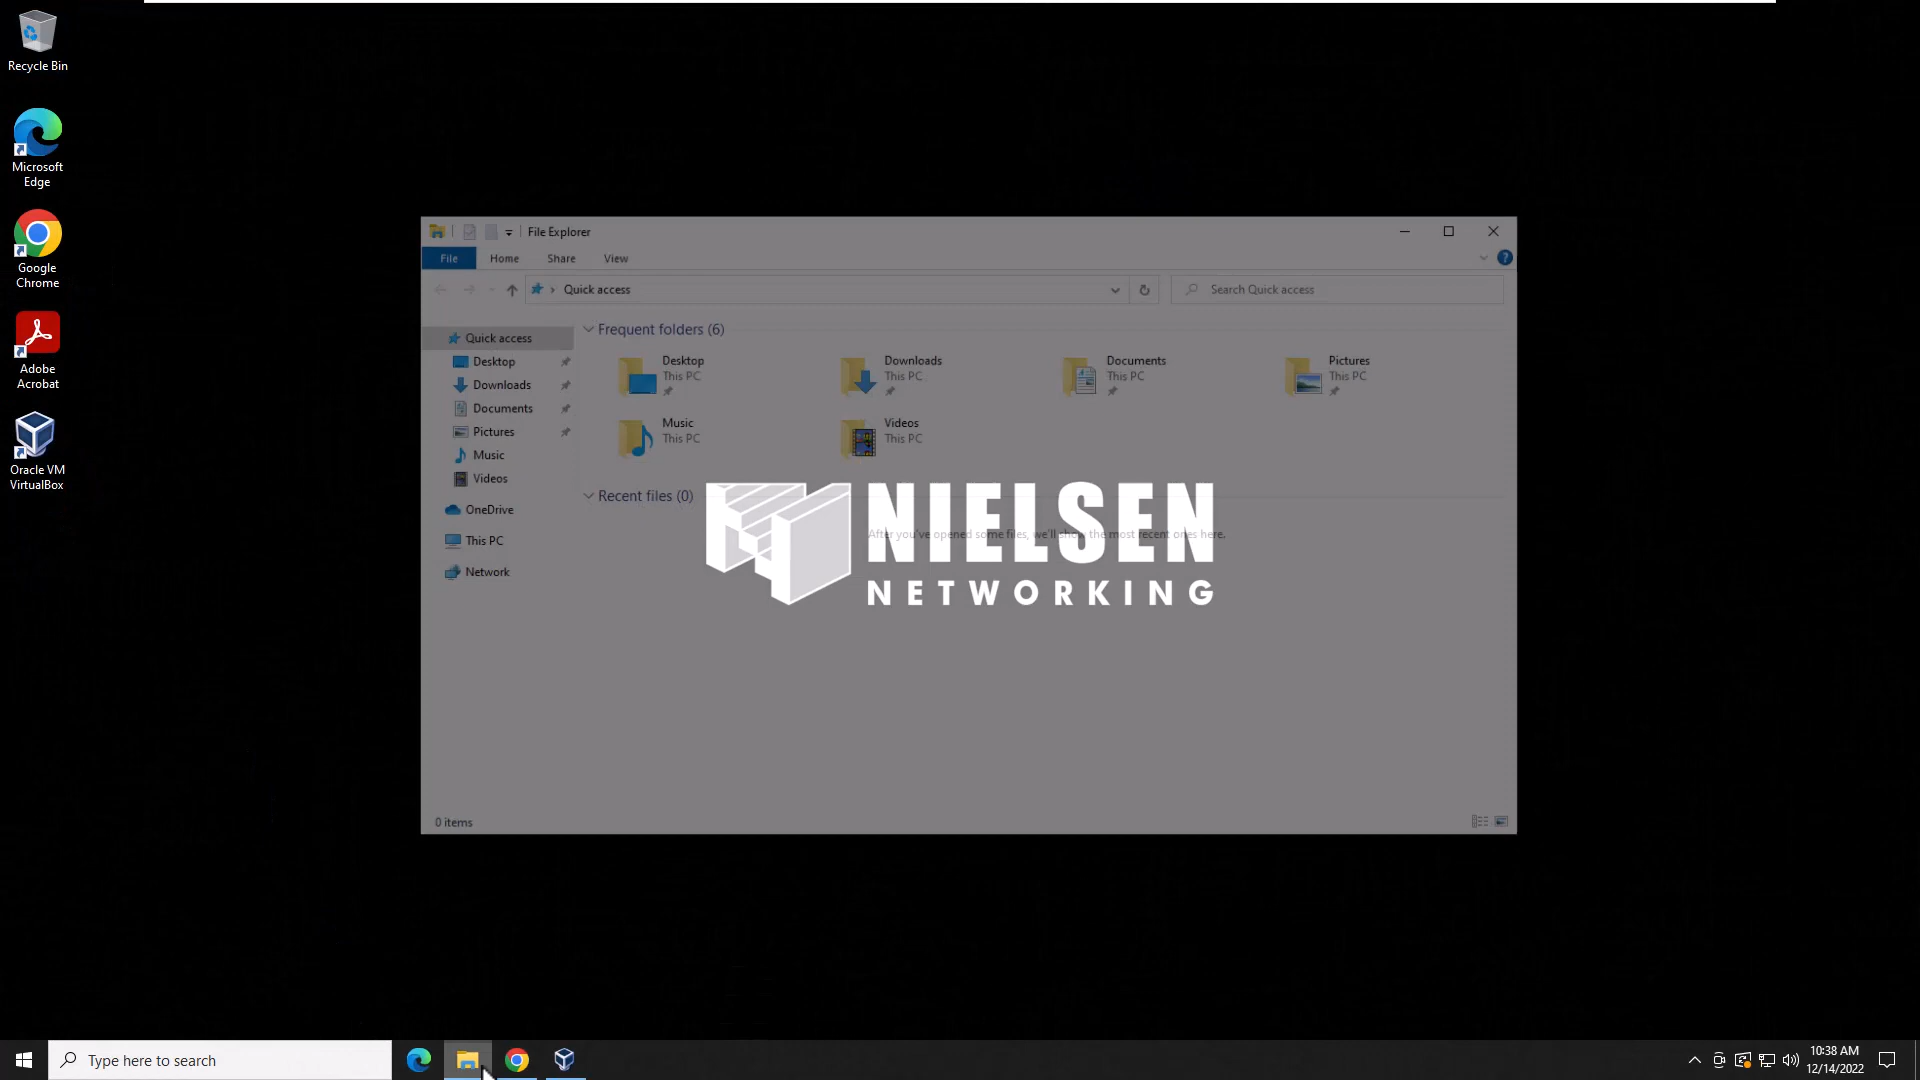 Recycle Bin
Microsoft
Edge
Google
Chrome
Adobe
Acrobat
Oracle VM
VirtualBox
File Explorer
File
Home
Share
View
Quick access
Search Quick access
Quick access
Desktop
Downloads
Documents
Pictures
Music
Videos
OneDrive
This PC
Network
Frequent folders (6)
Desktop
This PC
Downloads
This PC
Documents
This PC
Pictures
This PC
Music
This PC
Videos
This PC
Recent files (0)
After you've opened some files, we'll show the most recent ones here.
NIELSEN
NETWORKING
0 items
Type here to search
10:38 AM
12/14/2022